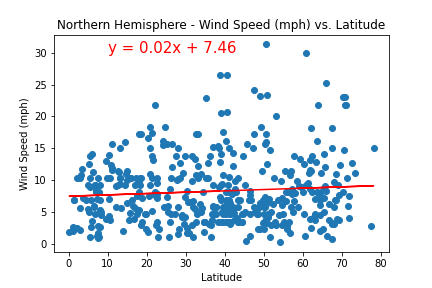 Northern Hemisphere - Wind Speed (mph) vs. Latitude
y = 0.02x + 7.46
30
25
20
15
10
5
0
Wind Speed (mph)
0 10 20 30 40 50 60 70 80
Latitude